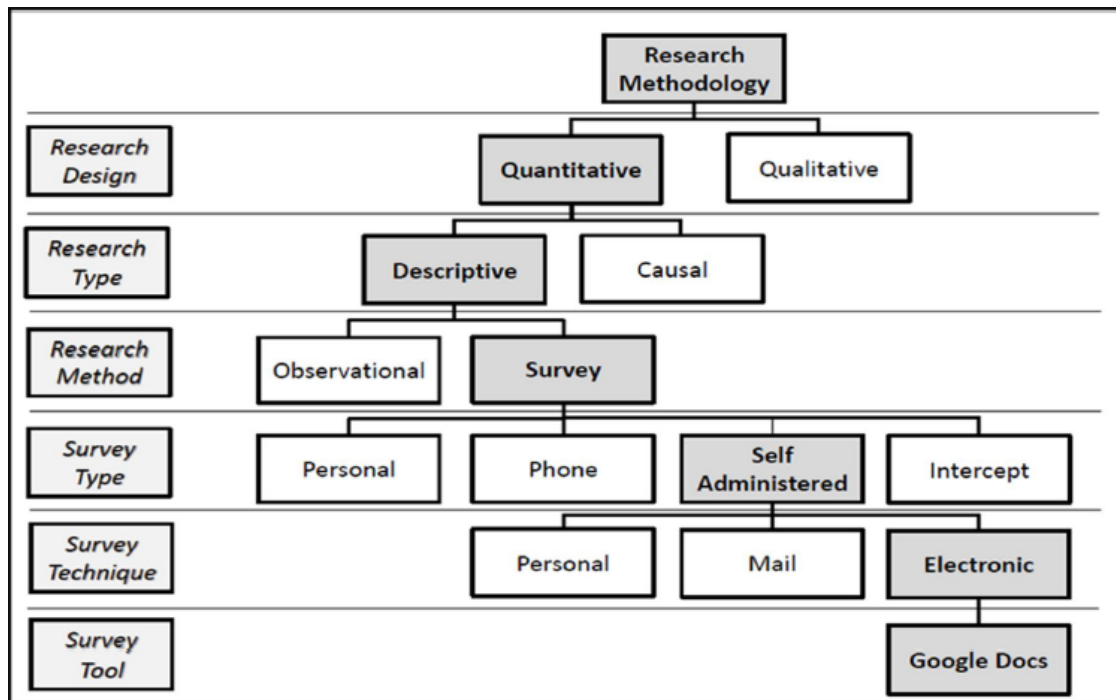 Research
Methodology
Research
Design
Quantitative
Qualitative
Research
Type
Descriptive
Causal
Research
Method
Observational
Survey
Survey
Type
Personal
Phone
Self
Administered
Intercept
Survey
Technique
Personal
Mail
Electronic
Survey
Tool
Google Docs